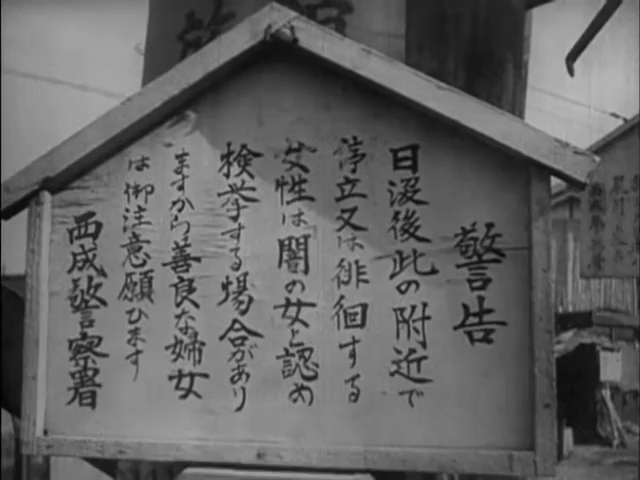 警告
日没後此の附近で
停立又は徘徊する
女性は闇の女と認め
検挙する場合があり
ますから善良な婦女
は御注意願ひます
西成警察署